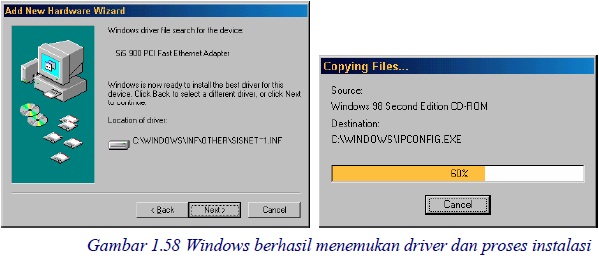 Add New Hardware Wizard
Windows driver file search for the device:
SiS 900 PCI Fast Ethernet Adapter
Windows is now ready to install the best driver for this
device. Click Back to select a different driver, or click Next
to continue.
Location of driver:
C:\WINDOWS\INF\OTHER\SISNET~1.INF
< Back
Next >
Cancel
Copying Files...
Source:
Windows 98 Second Edition CD-ROM
Destination:
C:\WINDOWS\IPCONFIG.EXE
60%
Cancel
Gambar 1.58 Windows berhasil menemukan driver dan proses instalasi